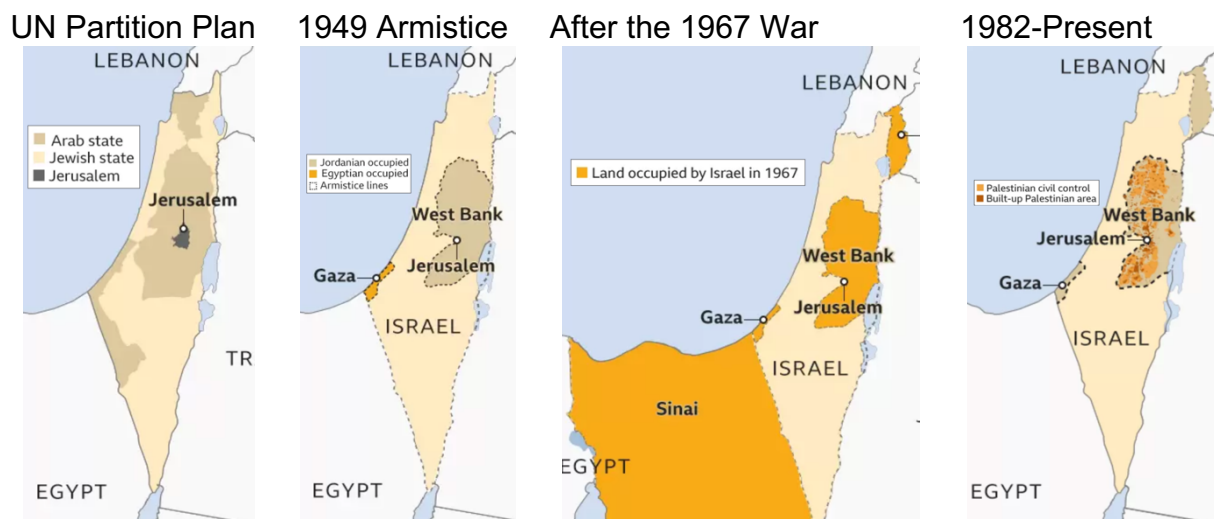 UN Partition Plan
LEBANON
Arab state
Jewish state
Jerusalem
Jerusalem
TR
EGYPT
1949 Armistice
LEBANON
Jordanian occupied
Egyptian occupied
Armistice lines
West Bank
Jerusalem
Gaza
ISRAEL
EGYPT
After the 1967 War
LEBANON
Land occupied by Israel in 1967
West Bank
Jerusalem
Gaza
ISRAEL
Sinai
EGYPT
1982-Present
LEBANON
Palestinian civil control
Built-up Palestinian area
West Bank
Jerusalem
Gaza
ISRAEL
EGYPT